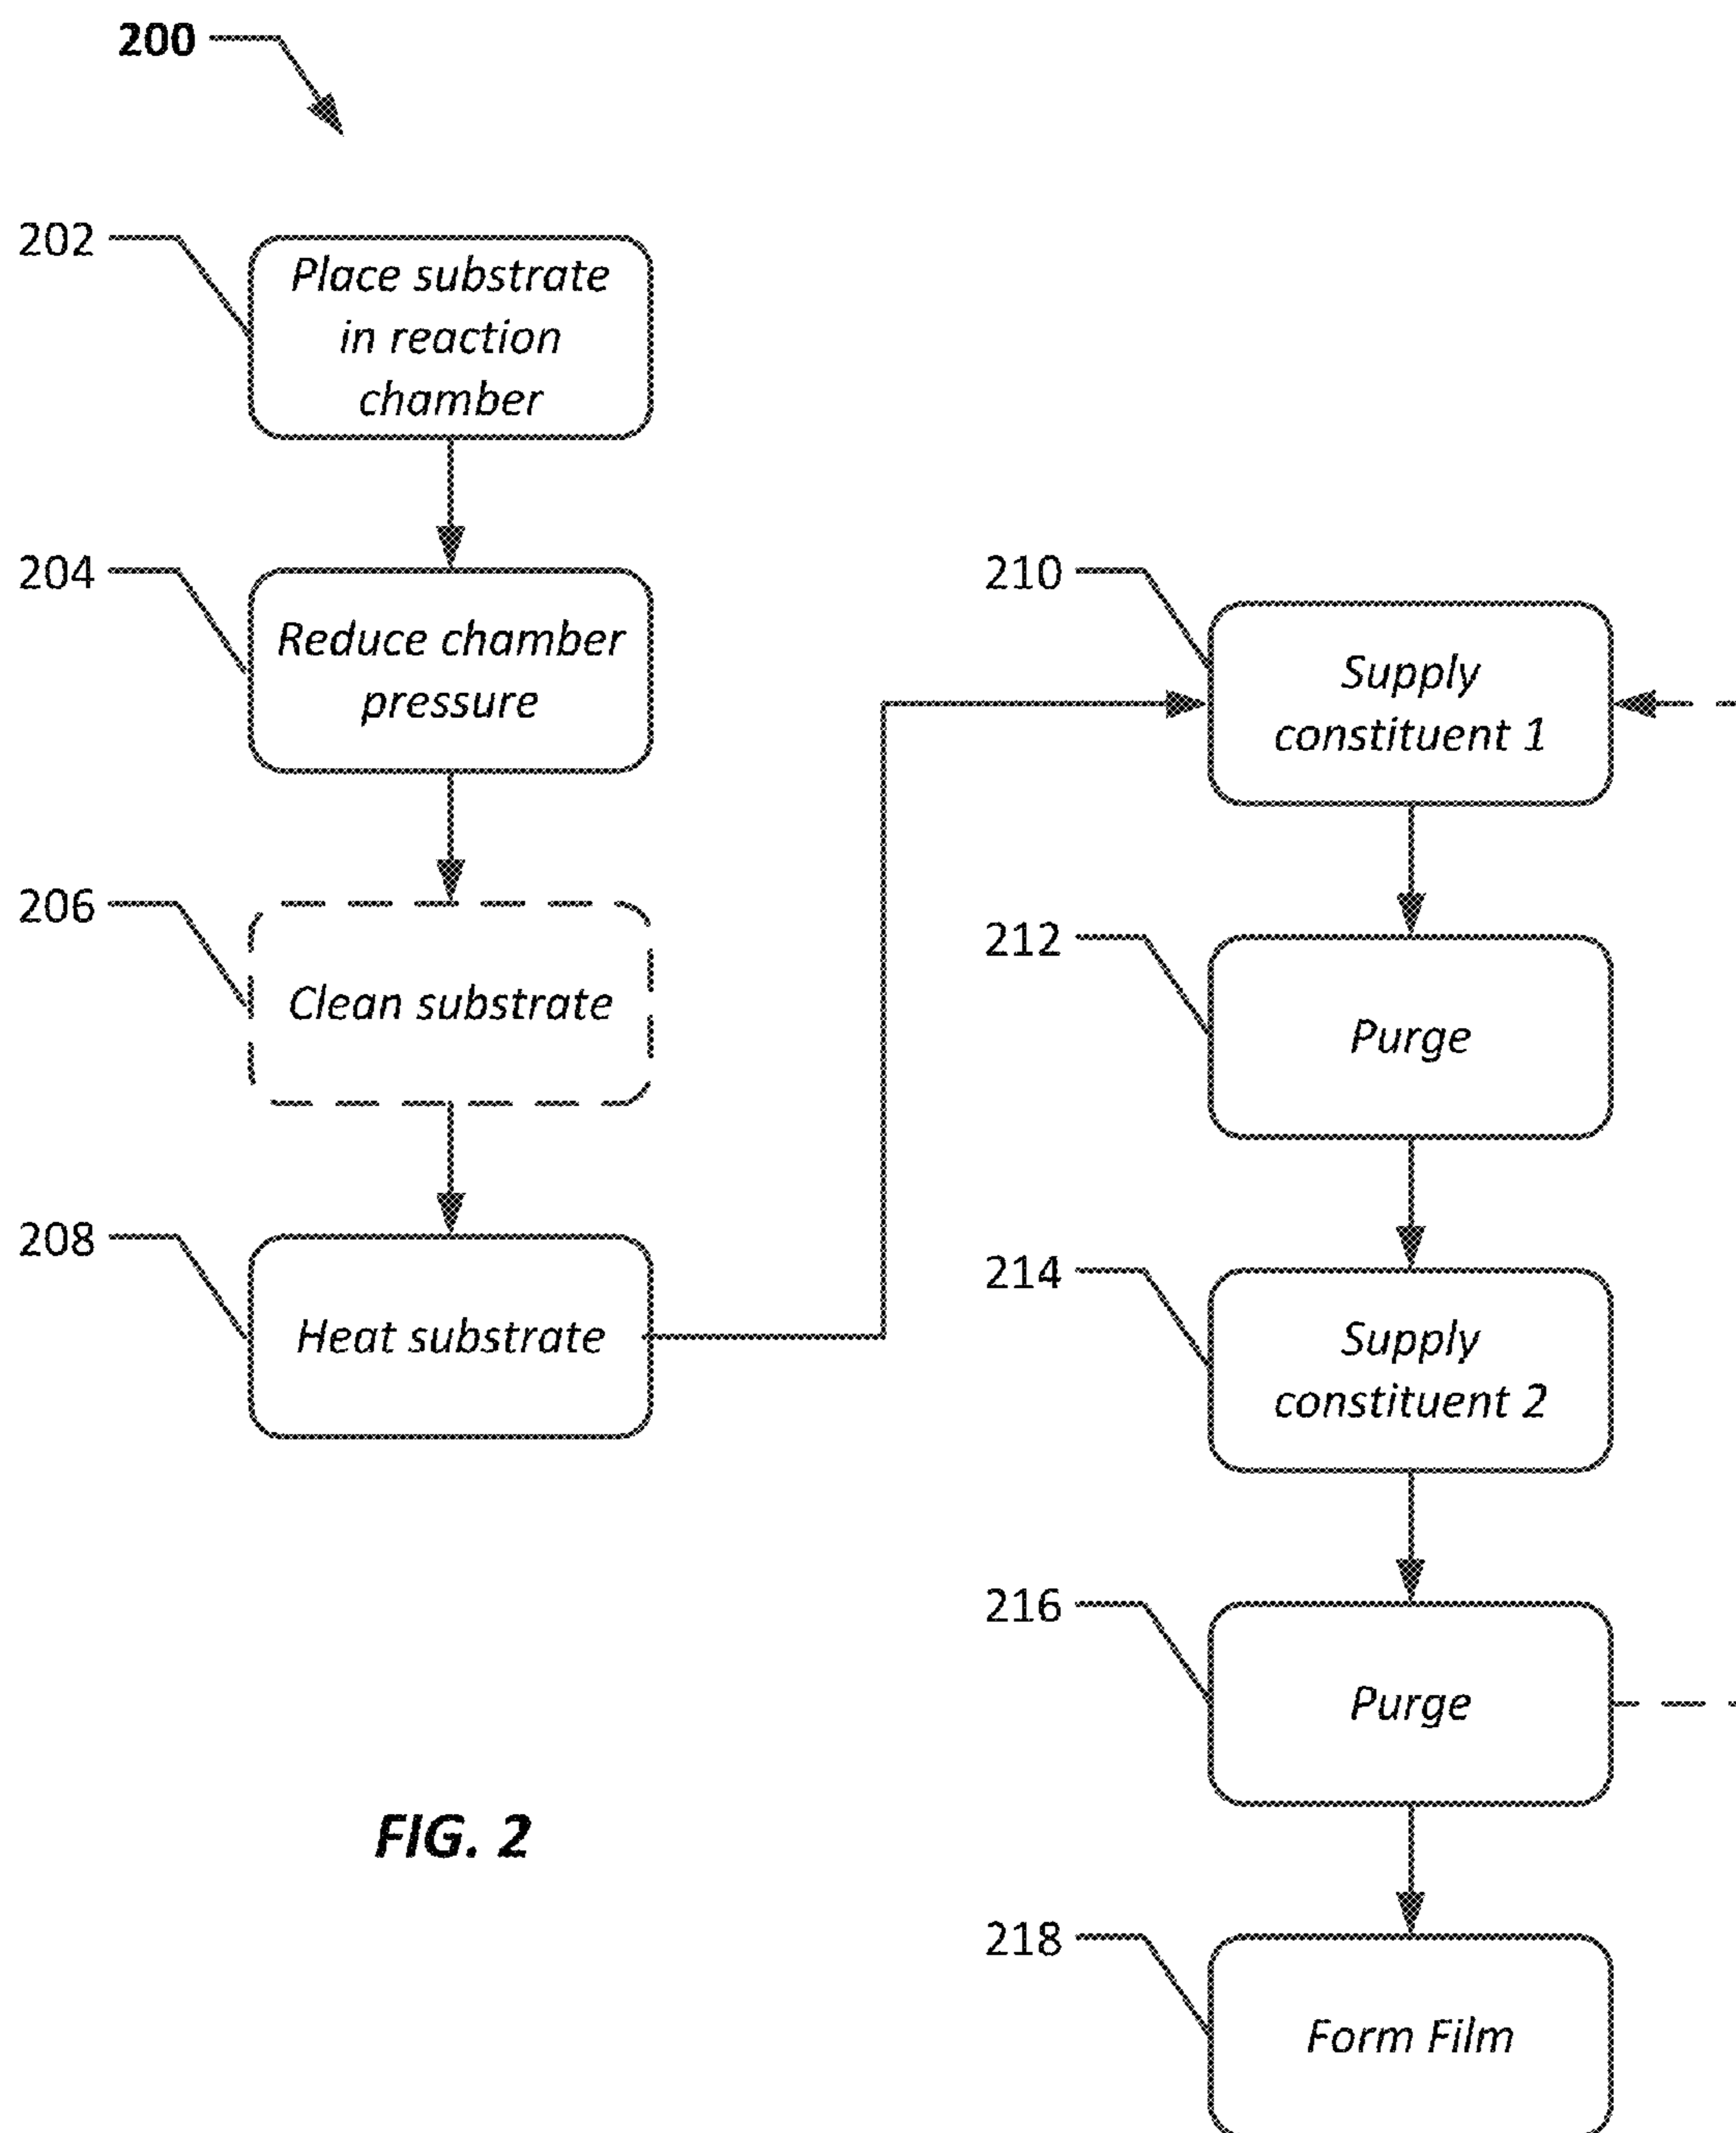 200
202
Place substrate
in reaction
chamber
204
Reduce chamber
pressure
206
Clean substrate
208
Heat substrate
210
Supply
constituent 1
212
Purge
214
Supply
constituent 2
216
Purge
218
Form Film
FIG. 2